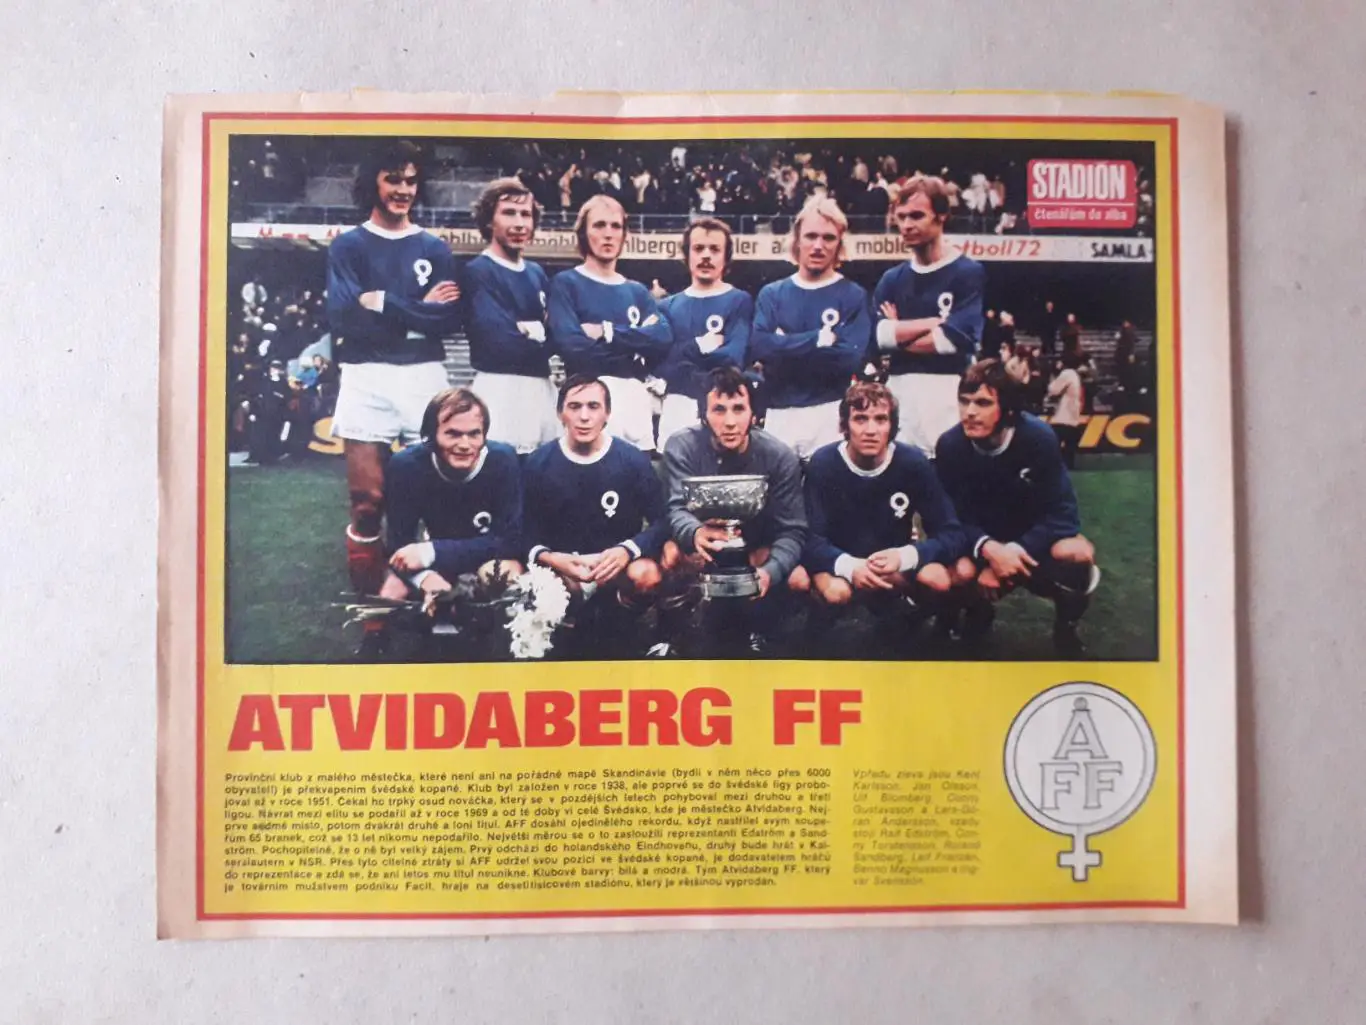 STADIÓN
čtenářům do alba
möbler
fotboll 72
SAMLA
ATVIDABERG FF
Provinční klub z malého městečka, které není ani na pořádné mapě Skandinávie (bydlí v něm něco přes 6000
obyvatel) je překvapením švédské kopané. Klub byl založen v roce 1938, ale poprvé se do švédské ligy probo-
joval až v roce 1951. Čekal ho trpký osud nováčka, který se v pozdějších letech pohyboval mezi druhou a třetí
ligou. Návrat mezi elitu se podařil až v roce 1969 a od té doby ví celé Švédsko, kde je městečko Atvidaberg. Nej-
prve sedmé místo, potom dvakrát druhé a loni titul. AFF dosáhl ojedinělého rekordu, když nastřílel svým soupe-
řům 65 branek, což se 13 let nikomu nepodařilo. Největší měrou se o to zasloužili reprezentanti Edström a Sand-
ström. Pochopitelně, že o ně byl velký zájem. Prvý odchází do holandského Eindhovenu, druhý bude hrát v Kai-
serslautern v NSR. Přes tyto citelné ztráty si AFF udržel svou pozici ve švédské kopané, je dodavatelem hráčů
do reprezentace a zdá se, že ani letos mu titul neunikne. Klubové barvy: bílá a modrá. Tým Atvidaberg FF, který
je továrním mužstvem podniku Facit, hraje na desetitisícovém stadiónu, který je většinou vyprodán.
Vpředu zleva jsou Kent
Karlsson, Jan Olsson,
Ulf Blomberg, Conny
Gustavsson a Lars-Gö-
ran Andersson, vzadu
stojí Ralf Edström, Con-
ny Torstensson, Roland
Sandberg, Leif Franzén,
Benno Magnusson a Ing-
var Svensson.
Å
FF